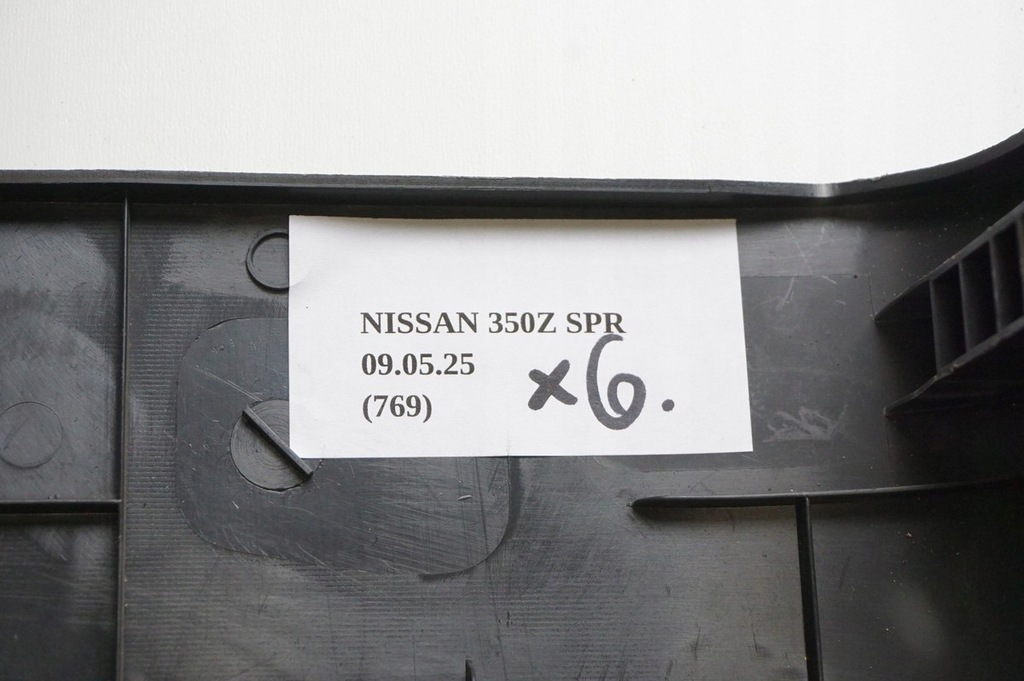 NISSAN 350Z SPR
09.05.25
(769)
x6.